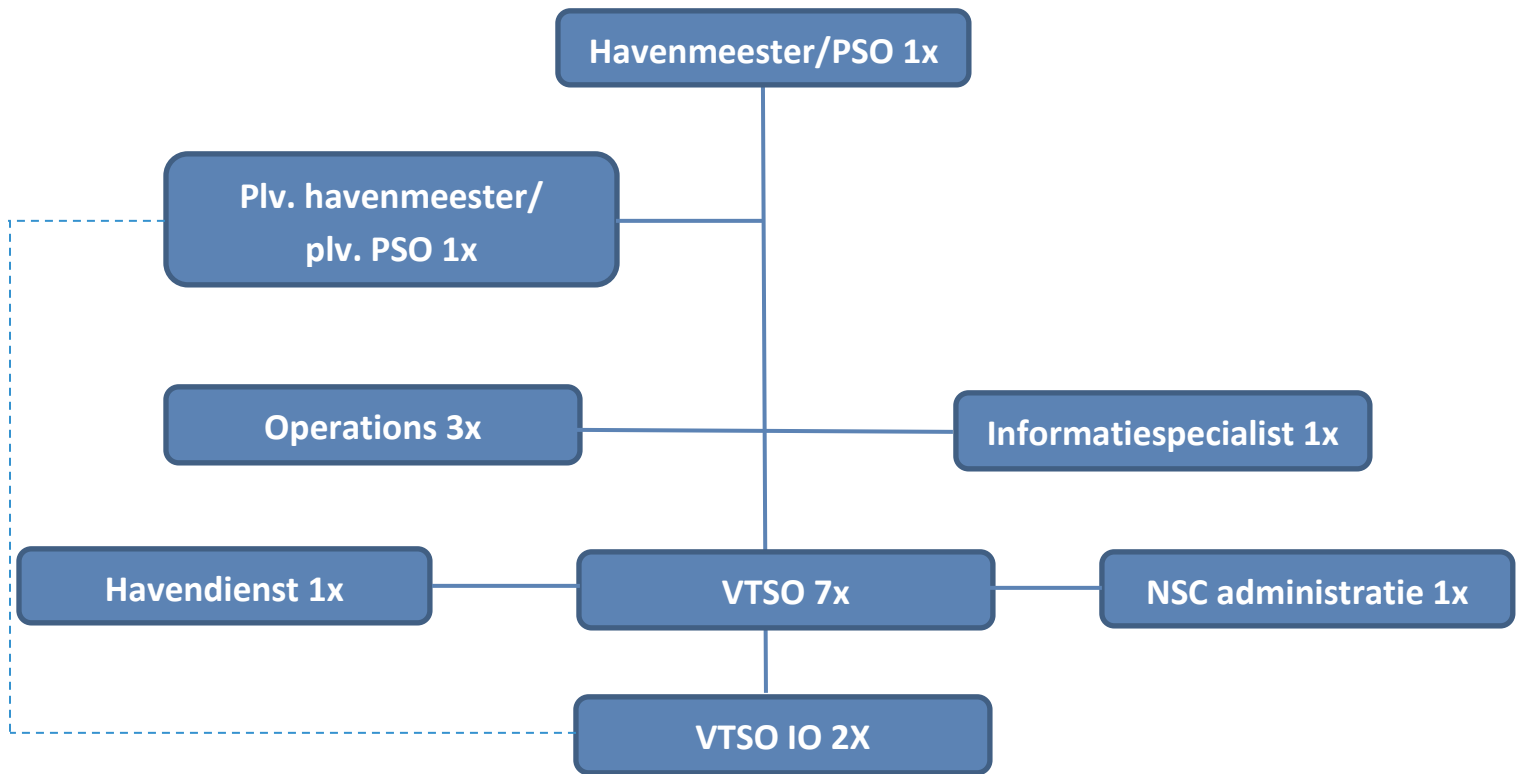 Havenmeester/PSO 1x
Plv. havenmeester/
plv. PSO 1x
Operations 3x
Informatiespecialist 1x
Havendienst 1x
VTSO 7x
NSC administratie 1x
VTSO IO 2X